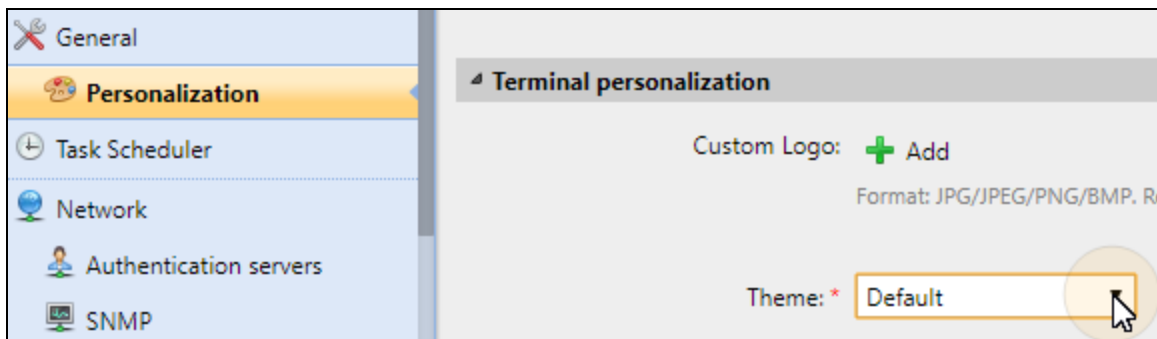 General
Personalization
Task Scheduler
Network
Authentication servers
SNMP
Terminal personalization
Custom Logo: Add
Format: JPG/JPEG/PNG/BMP.
Theme: * Default